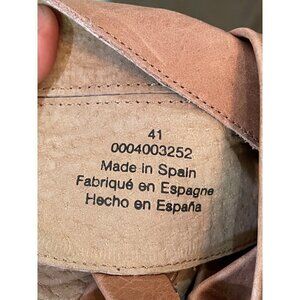 41
0004003252
Made in Spain
Fabriqué en Espagne
Hecho en España